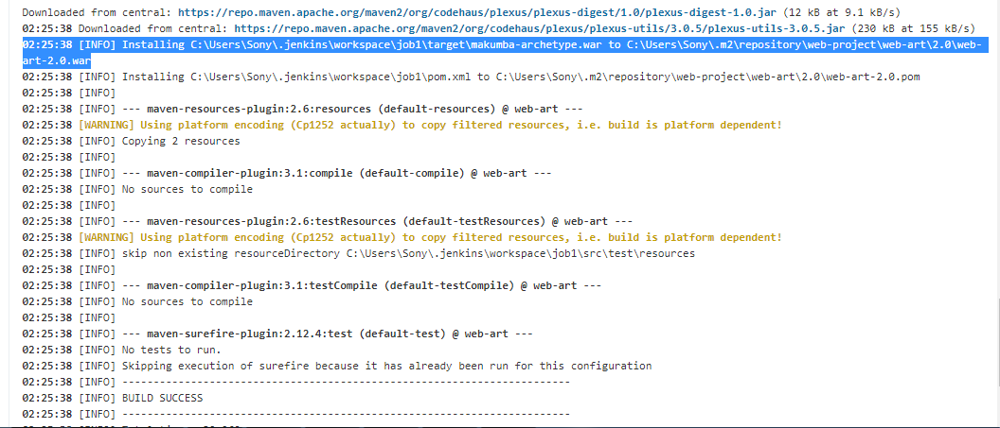 Downloaded from central: https://repo.maven.apache.org/maven2/org/codehaus/plexus/plexus-digest/1.0/plexus-digest-1.0.jar (12 kB at 9.1 kB/s)
02:25:38 Downloaded from central: https://repo.maven.apache.org/maven2/org/codehaus/plexus/plexus-utils/3.0.5/plexus-utils-3.0.5.jar (230 kB at 155 kB/s)
02:25:38 [INFO] Installing C:\Users\Sony\.jenkins\workspace\job1\target\makumba-archetype.war to C:\Users\Sony\.m2\repository\web-project\web-art\2.0\web-
art-2.0.war
02:25:38 [INFO] Installing C:\Users\Sony\.jenkins\workspace\job1\pom.xml to C:\Users\Sony\.m2\repository\web-project\web-art\2.0\web-art-2.0.pom
02:25:38 [INFO]
02:25:38 [INFO] --- maven-resources-plugin:2.6:resources (default-resources) @ web-art ---
02:25:38 [WARNING] Using platform encoding (Cp1252 actually) to copy filtered resources, i.e. build is platform dependent!
02:25:38 [INFO] Copying 2 resources
02:25:38 [INFO]
02:25:38 [INFO] --- maven-compiler-plugin:3.1:compile (default-compile) @ web-art ---
02:25:38 [INFO] No sources to compile
02:25:38 [INFO]
02:25:38 [INFO] --- maven-resources-plugin:2.6:testResources (default-testResources) @ web-art ---
02:25:38 [WARNING] Using platform encoding (Cp1252 actually) to copy filtered resources, i.e. build is platform dependent!
02:25:38 [INFO] skip non existing resourceDirectory C:\Users\Sony\.jenkins\workspace\job1\src\test\resources
02:25:38 [INFO]
02:25:38 [INFO] --- maven-compiler-plugin:3.1:testCompile (default-testCompile) @ web-art ---
02:25:38 [INFO] No sources to compile
02:25:38 [INFO]
02:25:38 [INFO] --- maven-surefire-plugin:2.12.4:test (default-test) @ web-art ---
02:25:38 [INFO] No tests to run.
02:25:38 [INFO] Skipping execution of surefire because it has already been run for this configuration
02:25:38 [INFO] ------------------------------------------------------------------------
02:25:38 [INFO] BUILD SUCCESS
02:25:38 [INFO] ------------------------------------------------------------------------